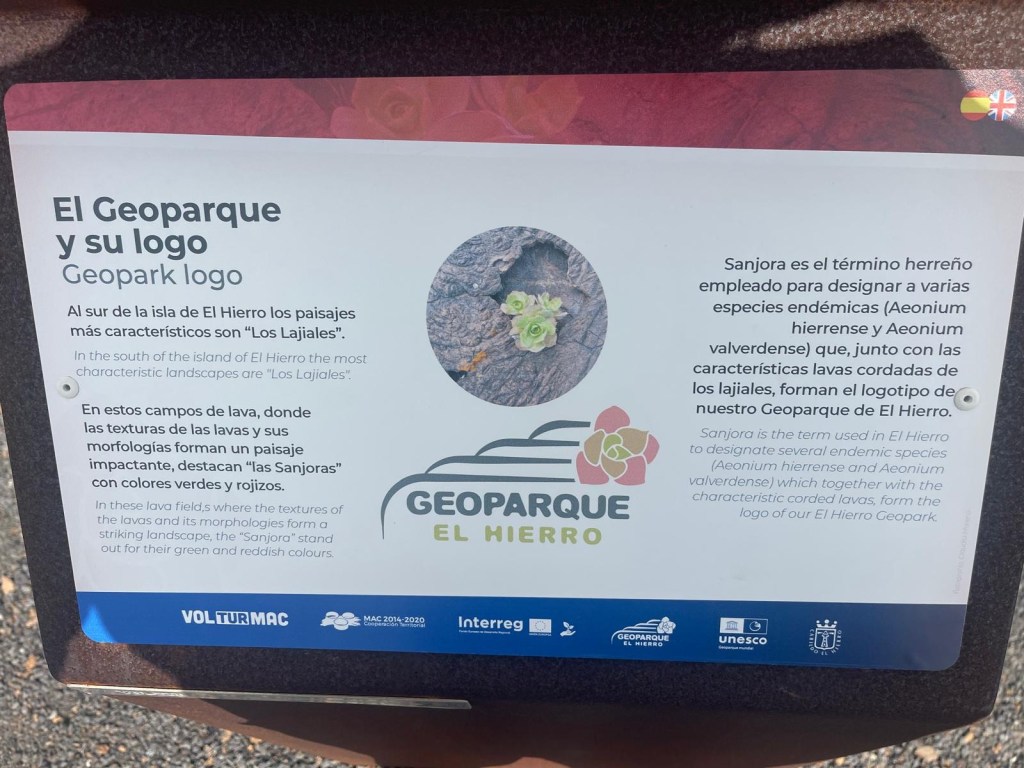 El Geoparque
y su logo
Geopark logo
Al sur de la isla de El Hierro los paisajes
más característicos son “Los Lajiales”.
In the south of the island of El Hierro the most
characteristic landscapes are "Los Lajiales".
En estos campos de lava, donde
las texturas de las lavas y sus
morfologías forman un paisaje
impactante, destacan “las Sanjoras”
con colores verdes y rojizos.
In these lava field,s where the textures of
the lavas and its morphologies form a
striking landscape, the “Sanjora” stand
out for their green and reddish colours.
GEOPARQUE
EL HIERRO
Sanjora es el término herreño
empleado para designar a varias
especies endémicas (Aeonium
hierrense y Aeonium
valverdense) que, junto con las
características lavas cordadas de
los lajiales, forman el logotipo de
nuestro Geoparque de El Hierro.
Sanjora is the term used in El Hierro
to designate several endemic species
(Aeonium hierrense and Aeonium
valverdense) which together with the
characteristic corded lavas, form the
logo of our El Hierro Geopark.
VOLTURMAC
MAC 2014-2020
Cooperación Territorial
Interreg
GEOPARQUE
EL HIERRO
unesco
Geoparque mundial
CABILDO EL HIERRO